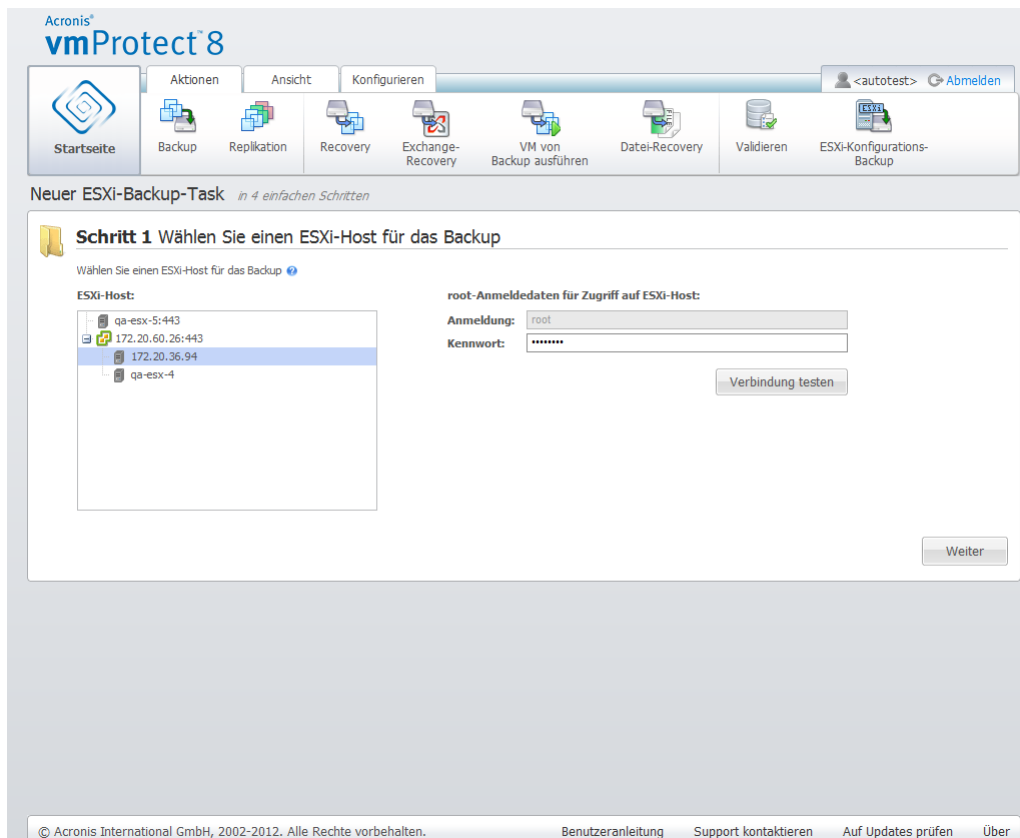 Acronis®
vmProtect™ 8
Aktionen Ansicht Konfigurieren
<autotest> Abmelden
Startseite
Backup
Replikation
Recovery
Exchange-
Recovery
VM von
Backup ausführen
Datei-Recovery
Validieren
ESXi
ESXi-Konfigurations-
Backup
Neuer ESXi-Backup-Task in 4 einfachen Schritten
Schritt 1 Wählen Sie einen ESXi-Host für das Backup
Wählen Sie einen ESXi-Host für das Backup ?
ESXi-Host:
qa-esx-5:443
172.20.60.26:443
172.20.36.94
qa-esx-4
root-Anmeldedaten für Zugriff auf ESXi-Host:
Anmeldung: root
Kennwort: ••••••••
Verbindung testen
Weiter
© Acronis International GmbH, 2002-2012. Alle Rechte vorbehalten. Benutzeranleitung Support kontaktieren Auf Updates prüfen Über